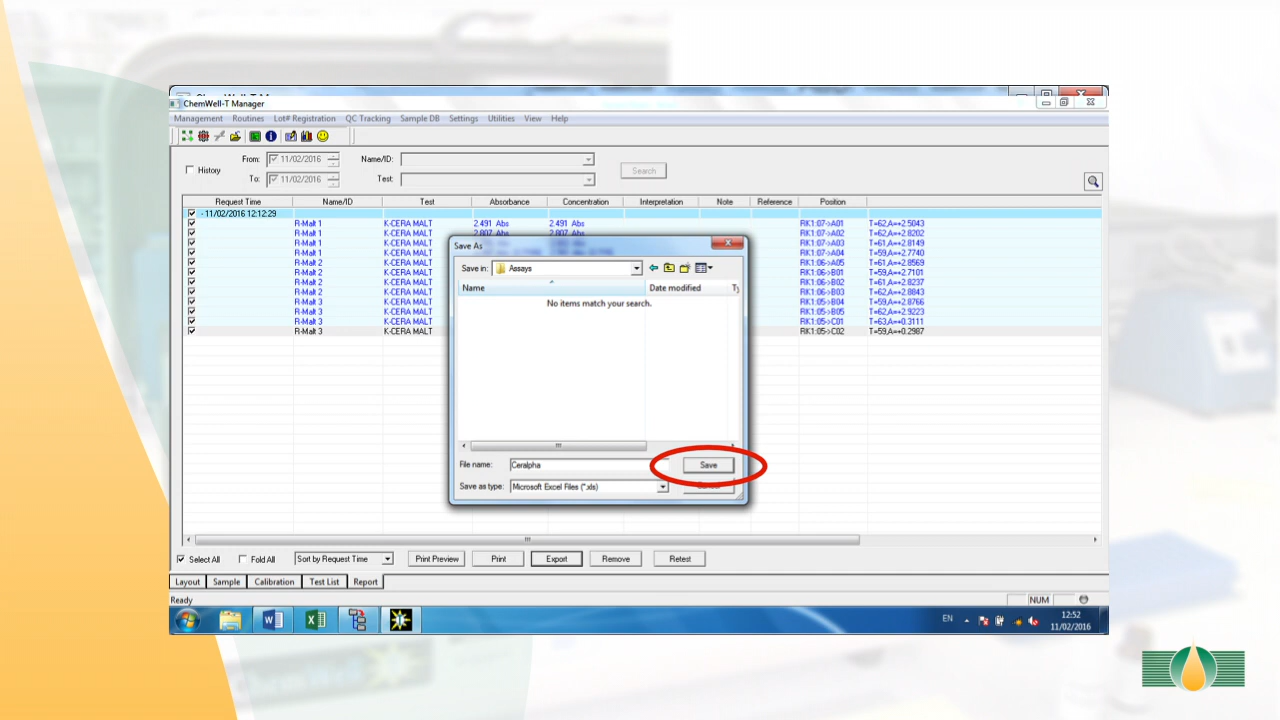 ChemWell-T Manager
Management Routines Lot# Registration QC Tracking Sample DB Settings Utilities View Help
History From: 11/02/2016 Name/ID: Search
To: 11/02/2016 Test:
Request Time Name/ID Test Absorbance Concentration Interpretation Note Reference Position
- 11/02/2016 12:12:29
R-Malt 1 K-CERA MALT 2.491 Abs 2.491 Abs RK1:07->A01 T=62,A=+2.5043
R-Malt 1 K-CERA MALT 2.807 Abs 2.807 Abs RK1:07->A02 T=62,A=+2.8202
R-Malt 1 K-CERA MALT RK1:07->A03 T=61,A=+2.8149
R-Malt 1 K-CERA MALT RK1:07->A04 T=59,A=+2.7740
R-Malt 2 K-CERA MALT RK1:06->A05 T=61,A=+2.8569
R-Malt 2 K-CERA MALT RK1:06->B01 T=59,A=+2.7101
R-Malt 2 K-CERA MALT RK1:06->B02 T=61,A=+2.8237
R-Malt 2 K-CERA MALT RK1:06->B03 T=62,A=+2.8843
R-Malt 3 K-CERA MALT RK1:05->B04 T=59,A=+2.8766
R-Malt 3 K-CERA MALT RK1:05->B05 T=59,A=+2.9223
R-Malt 3 K-CERA MALT RK1:05->C01 T=63,A=+0.3111
R-Malt 3 K-CERA MALT RK1:05->C02 T=59,A=+0.2987
Save As
Save in: Assays
Name Date modified
No items match your search.
File name: Ceralpha Save
Save as type: Microsoft Excel Files (*.xls)
Select All Fold All Sort by Request Time Print Preview Print Export Remove Retest
Layout Sample Calibration Test List Report
Ready NUM
EN 12:52
11/02/2016